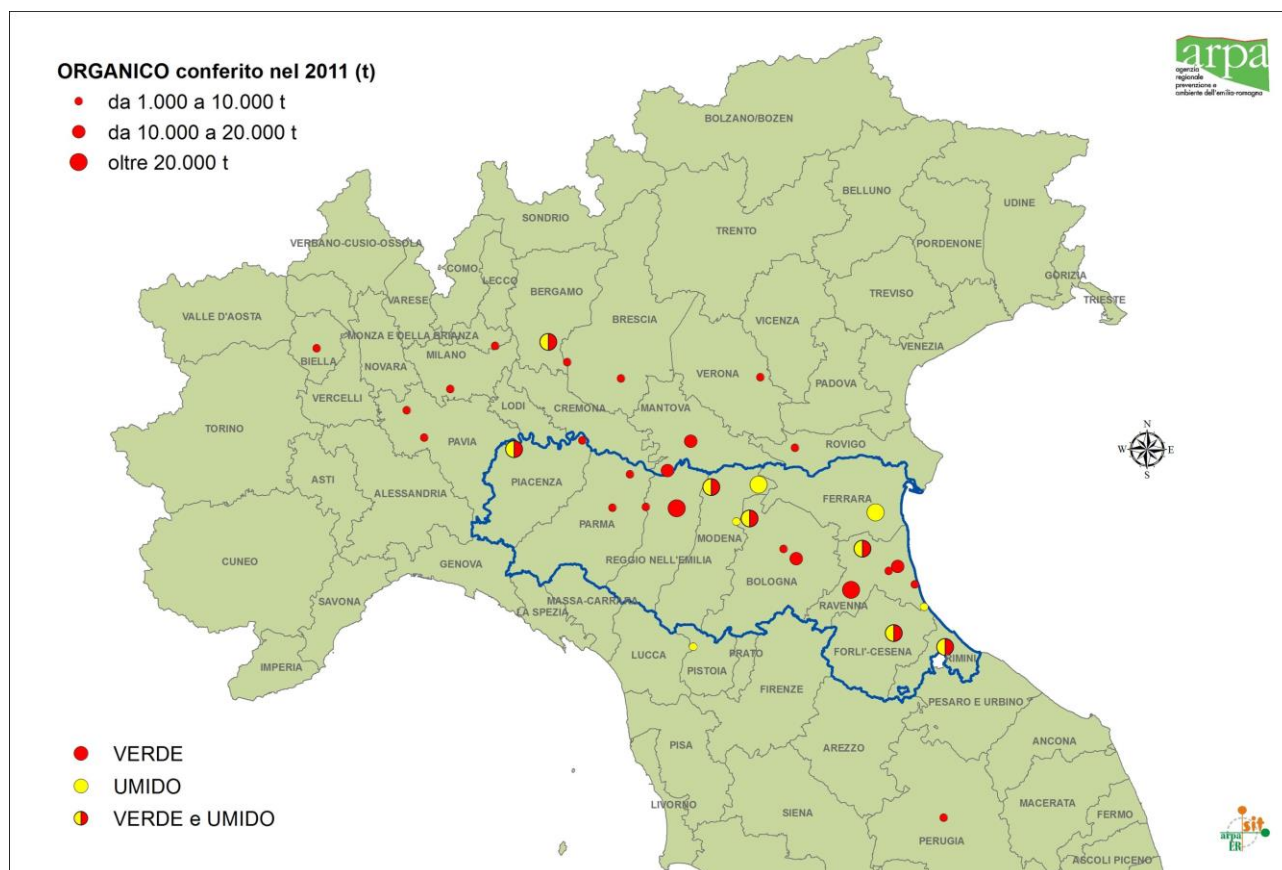 ORGANICO conferito nel 2011 (t)
da 1.000 a 10.000 t
da 10.000 a 20.000 t
oltre 20.000 t
arpa
agenzia
regionale
prevenzione e
ambiente dell'emilia-romagna
BOLZANO/BOZEN
BELLUNO
UDINE
SONDRIO
TRENTO
VERBANO-CUSIO-OSSOLA
PORDENONE
COMO
LECCO
GORIZIA
BERGAMO
TREVISO
TRIESTE
VARESE
VALLE D'AOSTA
BRESCIA
VICENZA
MONZA E DELLA BRIANZA
VENEZIA
MILANO
BIELLA
NOVARA
VERONA
PADOVA
VERCELLI
LODI
CREMONA
MANTOVA
TORINO
PAVIA
ROVIGO
N
W
E
S
ASTI
PIACENZA
ALESSANDRIA
FERRARA
PARMA
MODENA
CUNEO
GENOVA
REGGIO NELL'EMILIA
BOLOGNA
SAVONA
MASSA-CARRARA
LA SPEZIA
RAVENNA
IMPERIA
LUCCA
PRATO
PISTOIA
FORLI'-CESENA
RIMINI
FIRENZE
PESARO E URBINO
PISA
AREZZO
ANCONA
VERDE
UMIDO
VERDE e UMIDO
LIVORNO
SIENA
MACERATA
FERMO
PERUGIA
ASCOLI PICENO
sit
arpa
ER